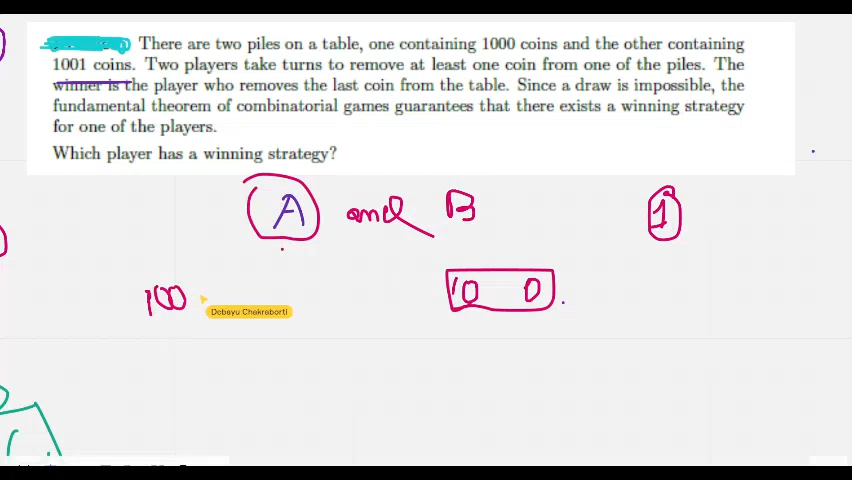 There are two piles on a table, one containing 1000 coins and the other containing
1001 coins. Two players take turns to remove at least one coin from one of the piles. The
winner is the player who removes the last coin from the table. Since a draw is impossible, the
fundamental theorem of combinatorial games guarantees that there exists a winning strategy
for one of the players.
Which player has a winning strategy?
A and B 1
100 0 0
Debayu Chakraborti